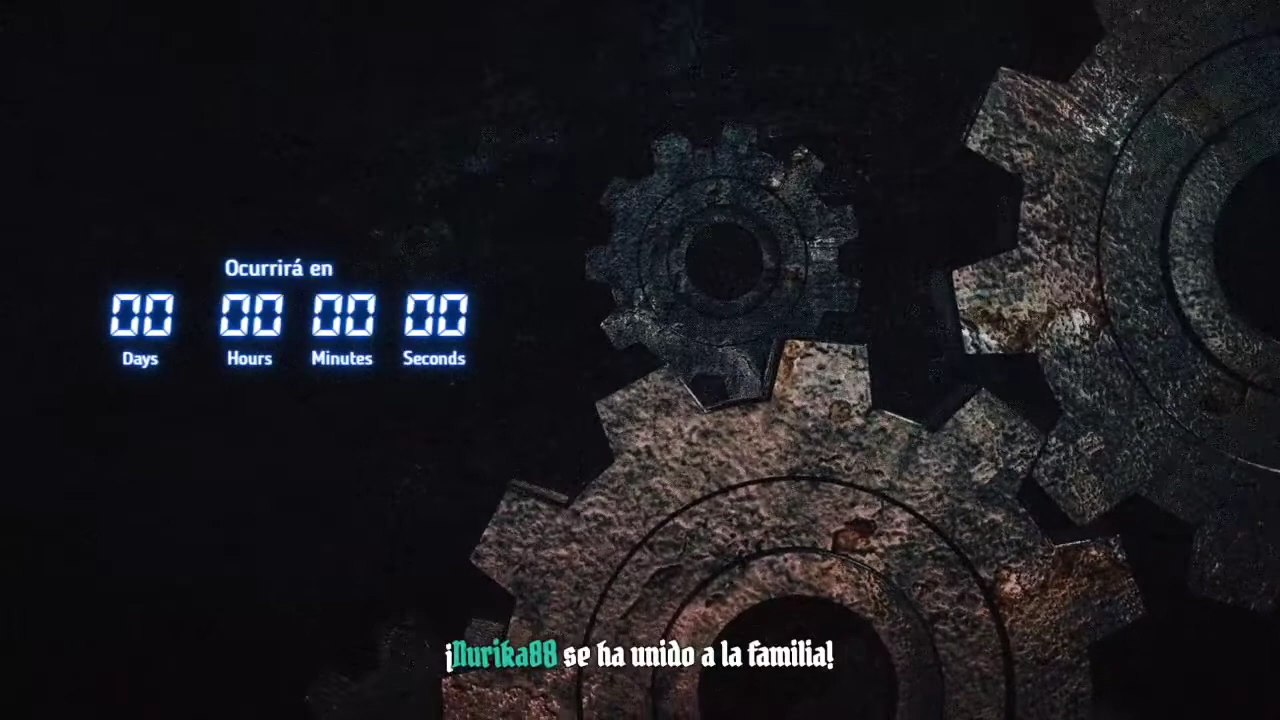 Ocurrirá en
00 00 00 00
Days Hours Minutes Seconds
¡Nurika88 se ha unido a la familia!